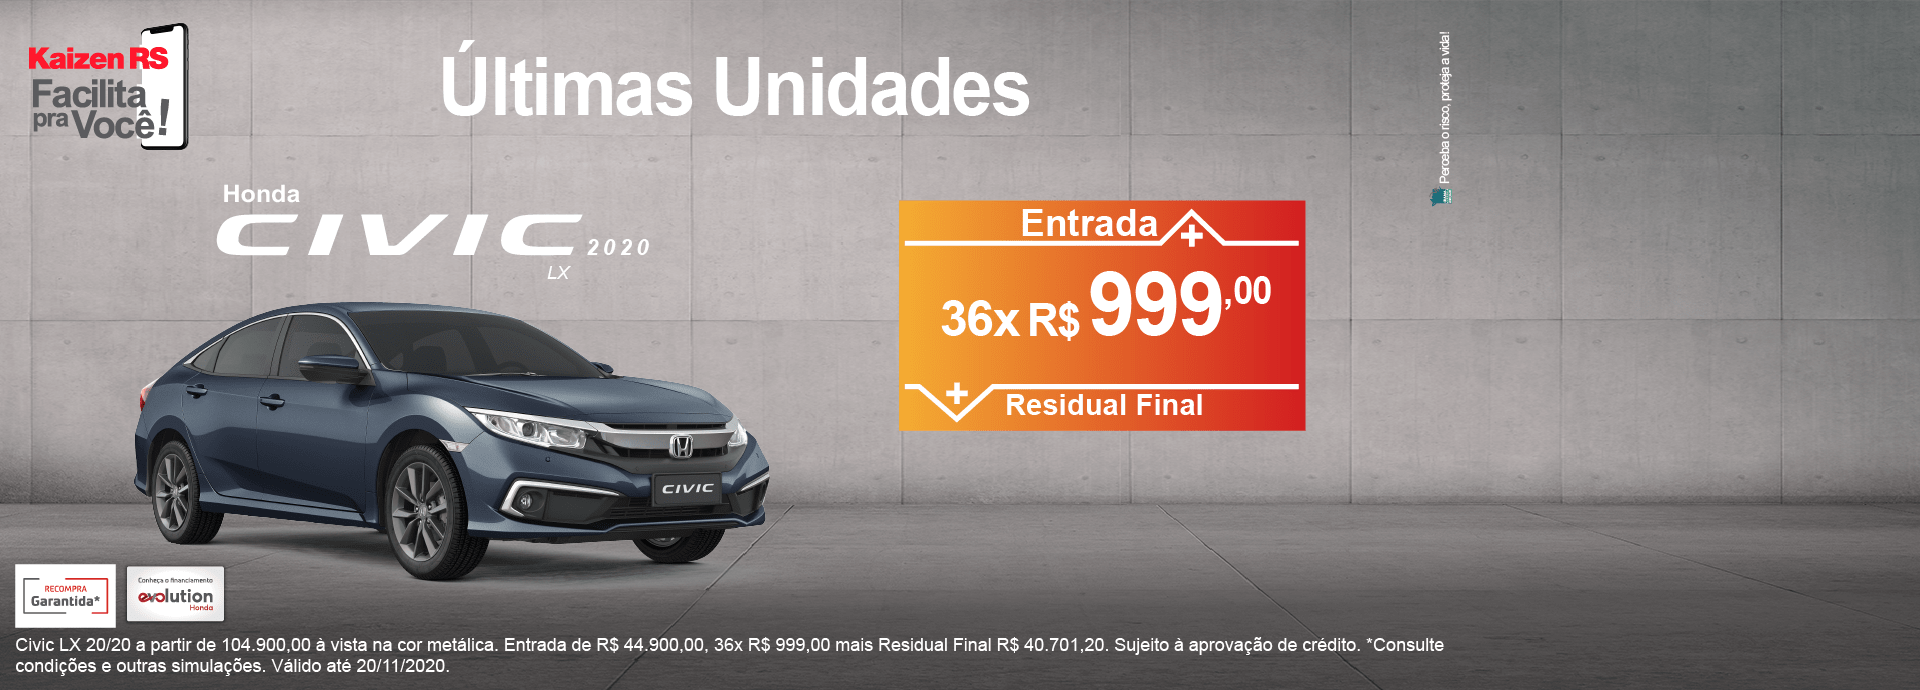 Kaizen RS
Facilita
pra Você!
Últimas Unidades
Perceba o risco, proteja a vida!
Honda
CIVIC 2020
LX
Entrada
+
36x R$ 999,00
+
Residual Final
CIVIC
RECOMPRA
Garantida*
Conheça o financiamento
evolution
Honda
Civic LX 20/20 a partir de 104.900,00 à vista na cor metálica. Entrada de R$ 44.900,00, 36x R$ 999,00 mais Residual Final R$ 40.701,20. Sujeito à aprovação de crédito. *Consulte
condições e outras simulações. Válido até 20/11/2020.